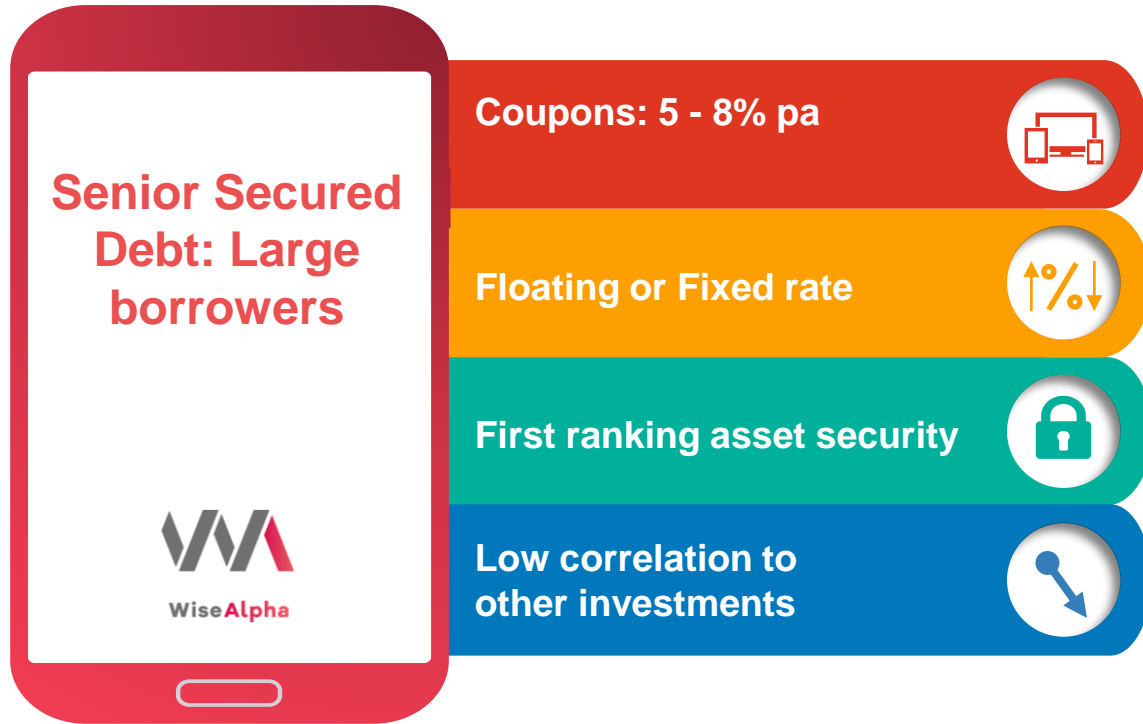 Senior Secured
Debt: Large
borrowers
WiseAlpha
Coupons: 5 - 8% pa
Floating or Fixed rate
%
First ranking asset security
Low correlation to
other investments